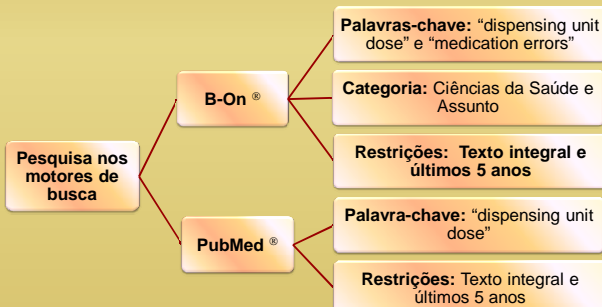 Pesquisa nos
motores de
busca
B-On ®
Palavras-chave: “dispensing unit
dose” e “medication errors”
Categoria: Ciências da Saúde e
Assunto
Restrições: Texto integral e
últimos 5 anos
PubMed ®
Palavra-chave: “dispensing unit
dose”
Restrições: Texto integral e
últimos 5 anos